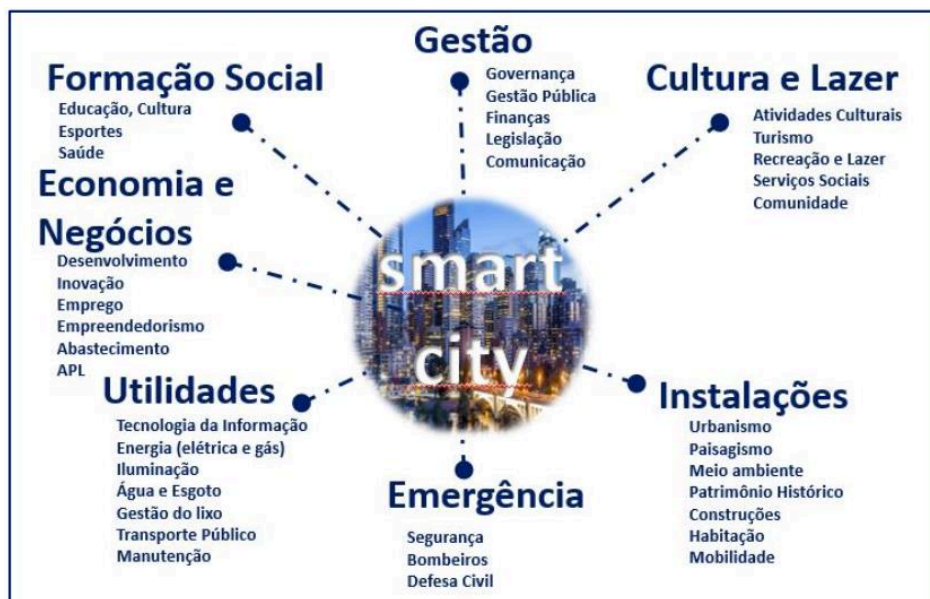 Gestão
Governança
Gestão Pública
Finanças
Legislação
Comunicação
Formação Social
Educação, Cultura
Esportes
Saúde
Cultura e Lazer
Atividades Culturais
Turismo
Recreação e Lazer
Serviços Sociais
Comunidade
Economia e
Negócios
Desenvolvimento
Inovação
Emprego
Empreendedorismo
Abastecimento
APL
smart
city
Utilidades
Tecnologia da Informação
Energia (elétrica e gás)
Iluminação
Água e Esgoto
Gestão do lixo
Transporte Público
Manutenção
Emergência
Segurança
Bombeiros
Defesa Civil
Instalações
Urbanismo
Paisagismo
Meio ambiente
Patrimônio Histórico
Construções
Habitação
Mobilidade